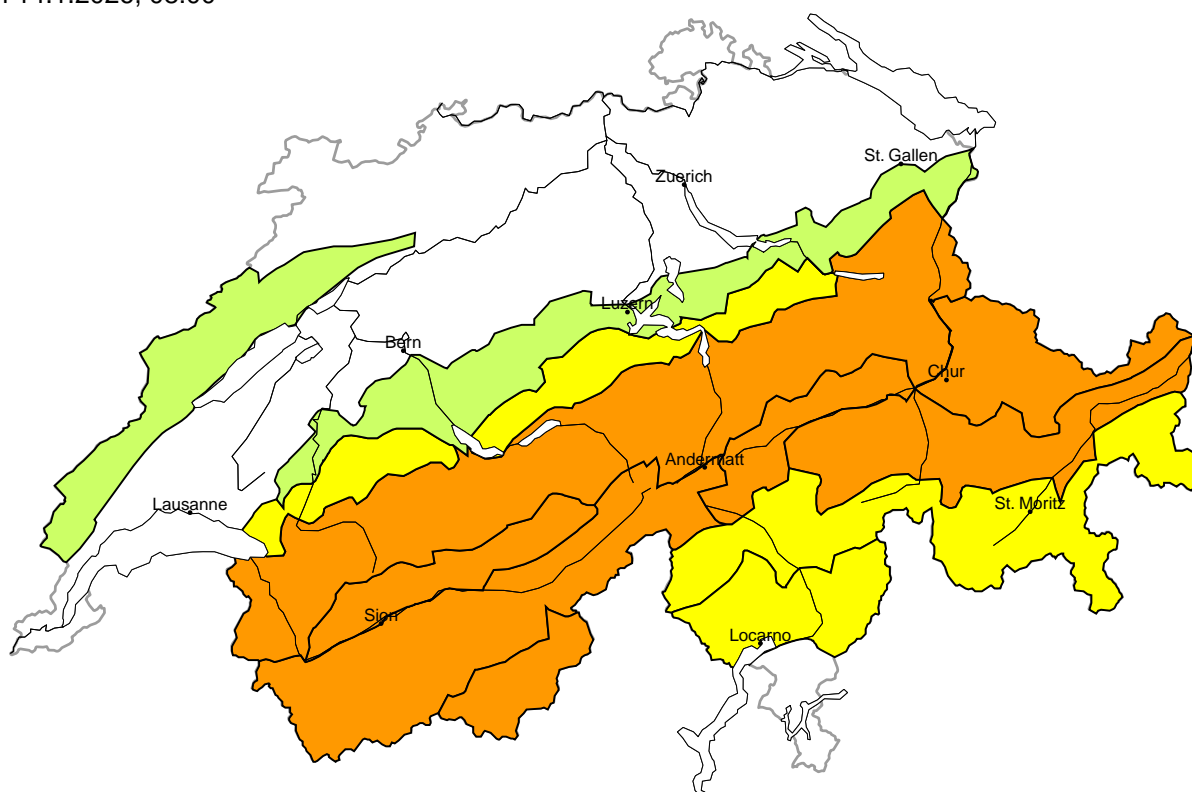 St. Gallen
Zuerich
Luzern
Bern
Chur
Andermatt
Lausanne
St. Moritz
Sion
Locarno